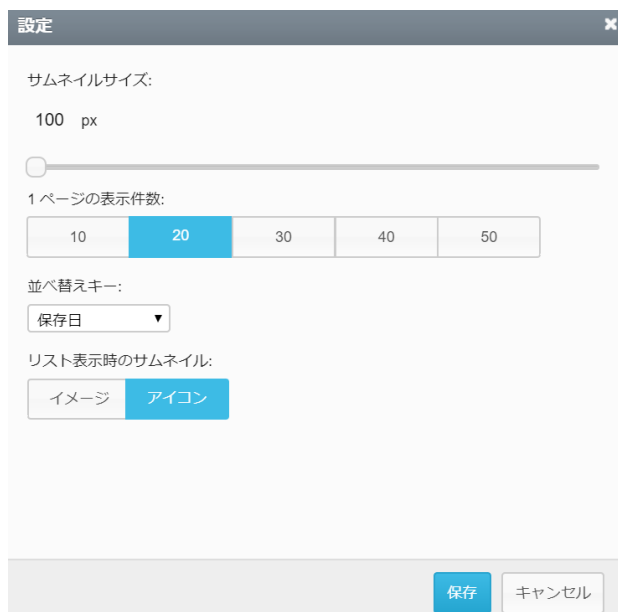 設定
サムネイルサイズ:
100 px
1 ページの表示件数:
10 20 30 40 50
並べ替えキー:
保存日
リスト表示時のサムネイル:
イメージ アイコン
保存 キャンセル